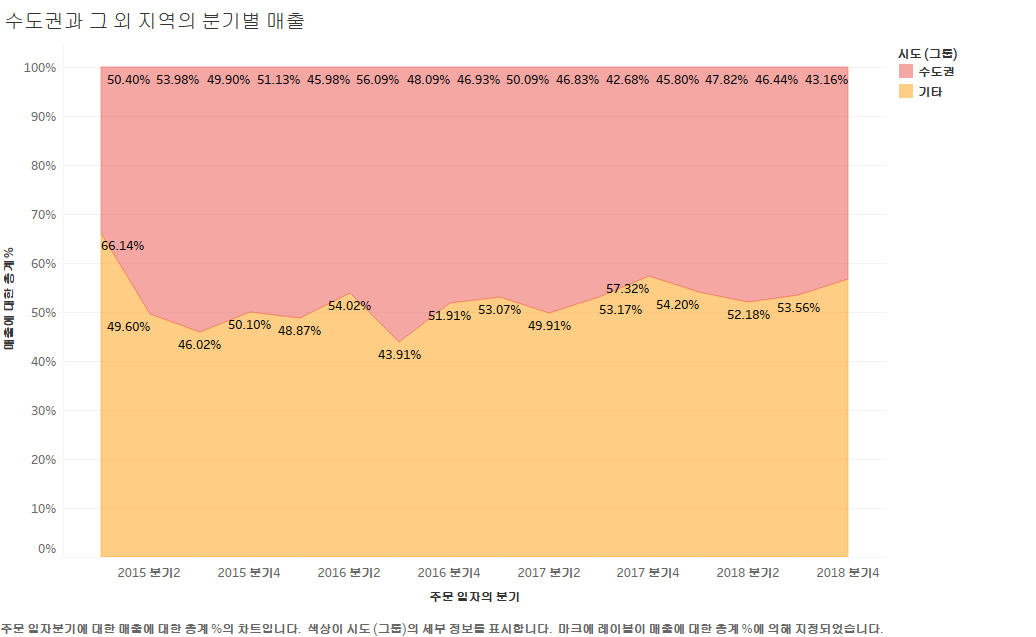 수도권과 그 외 지역의 분기별 매출
시도 (그룹)
수도권
기타
매출에 대한 총계 %
100%
90%
80%
70%
60%
50%
40%
30%
20%
10%
0%
50.40% 53.98% 49.90% 51.13% 45.98% 56.09% 48.09% 46.93% 50.09% 46.83% 42.68% 45.80% 47.82% 46.44% 43.16%
66.14%
49.60%
46.02%
50.10%
48.87%
54.02%
43.91%
51.91%
53.07%
49.91%
53.17%
57.32%
54.20%
52.18%
53.56%
2015 분기2 2015 분기4 2016 분기2 2016 분기4 2017 분기2 2017 분기4 2018 분기2 2018 분기4
주문 일자의 분기
주문 일자분기에 대한 매출에 대한 총계 %의 차트입니다. 색상이 시도 (그룹)의 세부 정보를 표시합니다. 마크에 레이블이 매출에 대한 총계 %에 의해 지정되었습니다.